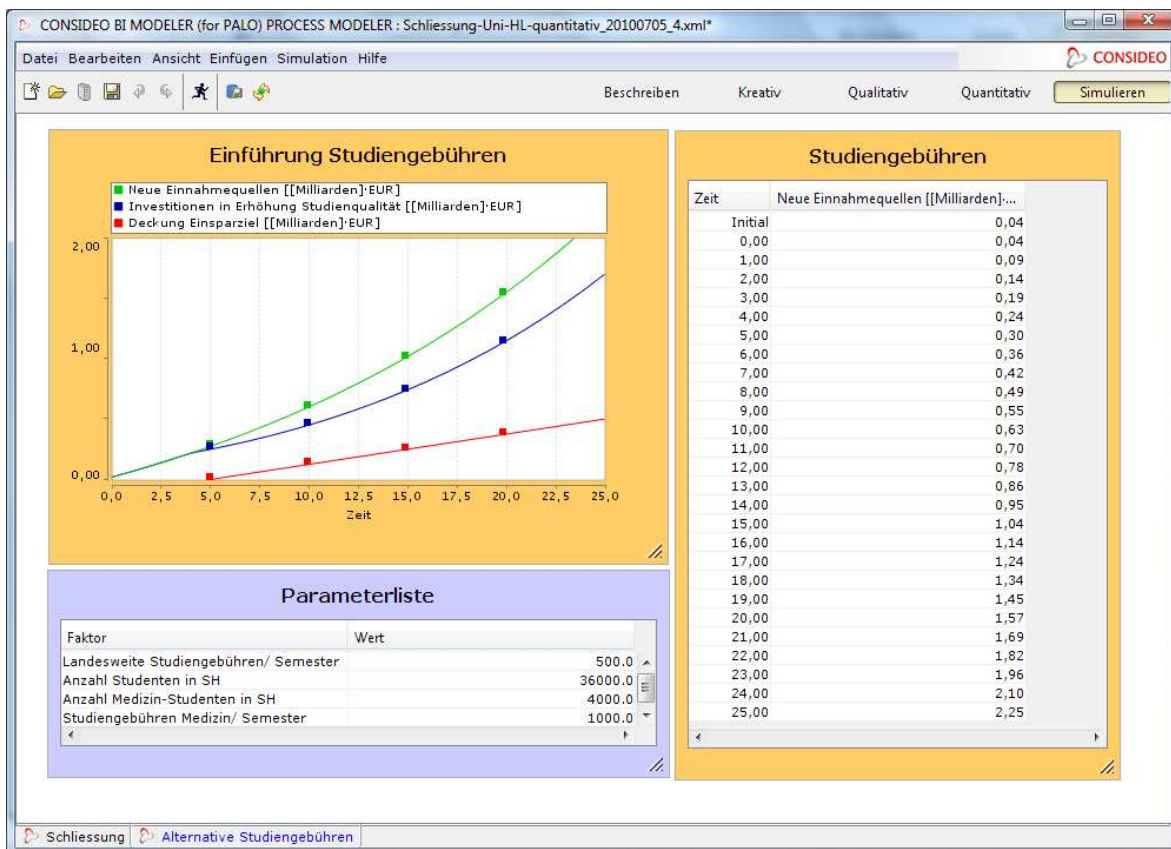 CONSIDEO BI MODELER (for PALO) PROCESS MODELER : Schliessung-Uni-HL-quantitativ_20100705_4.xml*
Datei Bearbeiten Ansicht Einfügen Simulation Hilfe
CONSIDEO
Beschreiben Kreativ Qualitativ Quantitativ Simulieren
Einführung Studiengebühren
Neue Einnahmequellen [[Milliarden]·EUR]
Investitionen in Erhöhung Studienqualität [[Milliarden]·EUR]
Deckung Einsparziel [[Milliarden]·EUR]
2,00
1,00
0,00
0,0 2,5 5,0 7,5 10,0 12,5 15,0 17,5 20,0 22,5 25,0
Zeit
Parameterliste
Faktor Wert
Landesweite Studiengebühren/ Semester 500.0
Anzahl Studenten in SH 36000.0
Anzahl Medizin-Studenten in SH 4000.0
Studiengebühren Medizin/ Semester 1000.0
Studiengebühren
Zeit Neue Einnahmequellen [[Milliarden]·...
Initial 0,04
0,00 0,04
1,00 0,09
2,00 0,14
3,00 0,19
4,00 0,24
5,00 0,30
6,00 0,36
7,00 0,42
8,00 0,49
9,00 0,55
10,00 0,63
11,00 0,70
12,00 0,78
13,00 0,86
14,00 0,95
15,00 1,04
16,00 1,14
17,00 1,24
18,00 1,34
19,00 1,45
20,00 1,57
21,00 1,69
22,00 1,82
23,00 1,96
24,00 2,10
25,00 2,25
Schliessung Alternative Studiengebühren